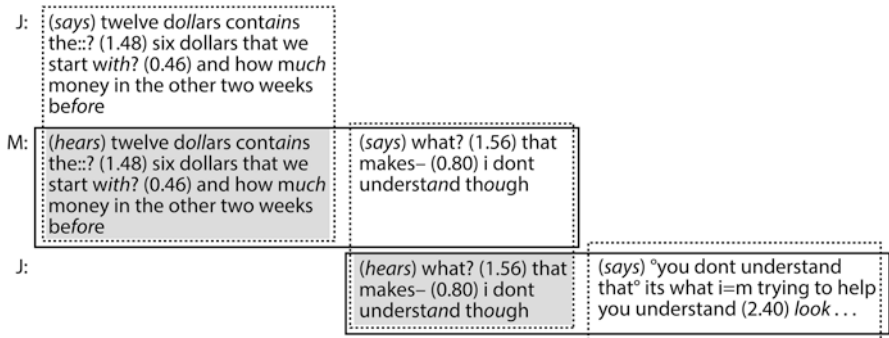 J: (says) twelve dollars contains
the::? (1.48) six dollars that we
start with? (0.46) and how much
money in the other two weeks
before
M: (hears) twelve dollars contains
the::? (1.48) six dollars that we
start with? (0.46) and how much
money in the other two weeks
before
(says) what? (1.56) that
makes– (0.80) i dont
understand though
J: (hears) what? (1.56) that
makes– (0.80) i dont
understand though
(says) °you dont understand
that° its what i=m trying to help
you understand (2.40) look . . .